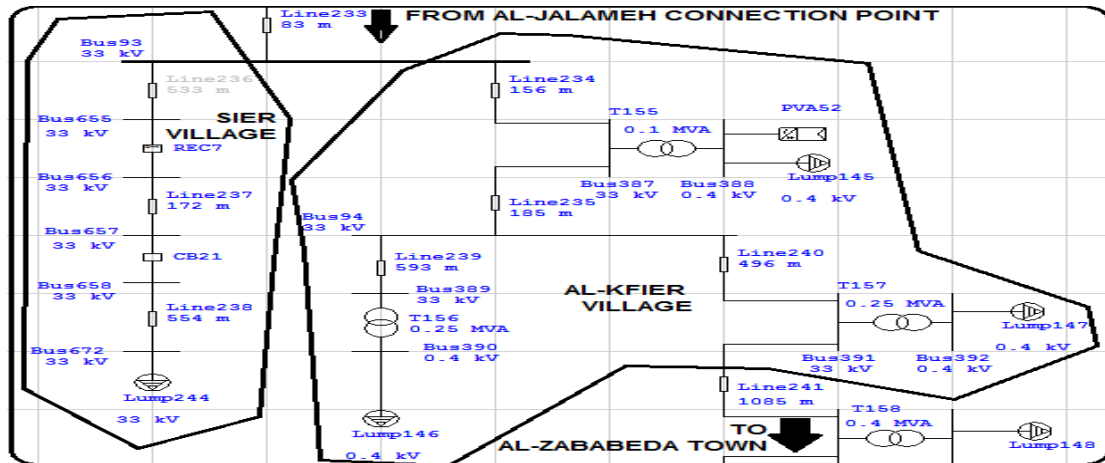 Line233
83 m
FROM AL-JALAMEH CONNECTION POINT
Bus93
33 kV
Line236
533 m
Line234
156 m
Bus655
33 kV
SIER
VILLAGE
REC7
T155
0.1 MVA
PVA52
Bus656
33 kV
Bus387
33 kV
Bus388
0.4 kV
Lump145
0.4 kV
Line237
172 m
Line235
185 m
Bus657
33 kV
Bus94
33 kV
CB21
Line239
593 m
Line240
496 m
Bus658
33 kV
Bus389
33 kV
AL-KFIER
VILLAGE
T157
0.25 MVA
Line238
554 m
T156
0.25 MVA
Lump147
0.4 kV
Bus672
33 kV
Bus390
0.4 kV
Bus391
33 kV
Bus392
0.4 kV
Lump244
33 kV
Line241
1085 m
Lump146
0.4 kV
TO
AL-ZABABEDA TOWN
T158
0.4 MVA
Lump148